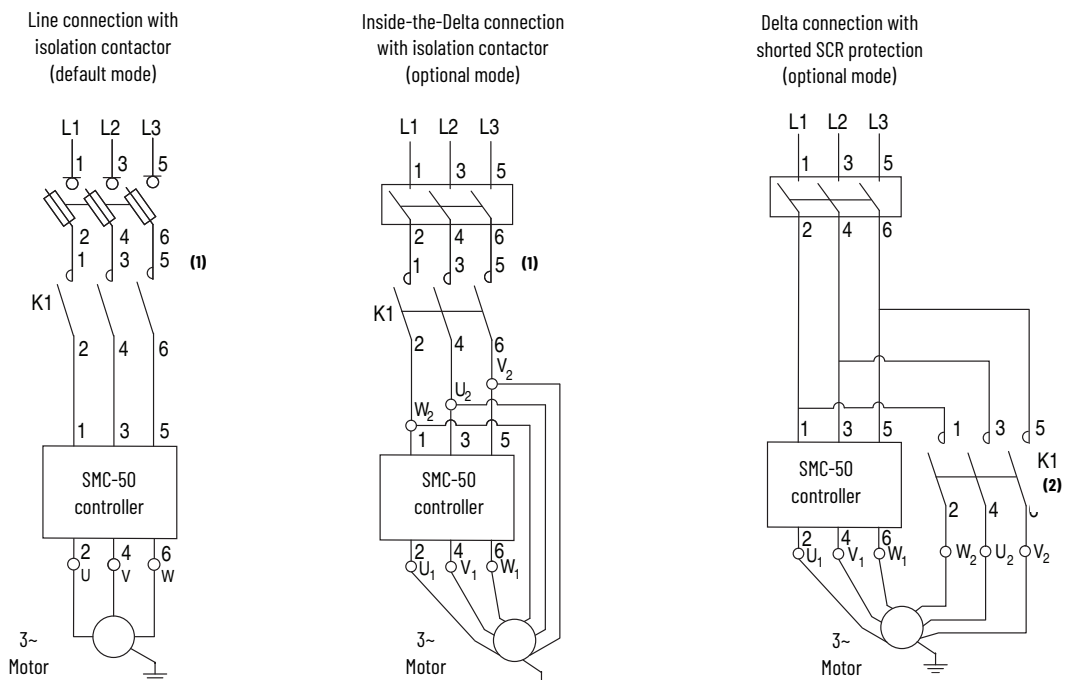 Line connection with
isolation contactor
(default mode)
L1 L2 L3
1 3 5
2 4 6
1 3 5 (1)
K1
2 4 6
1 3 5
SMC-50
controller
2 4 6
U V W
3~
Motor
Inside-the-Delta connection
with isolation contactor
(optional mode)
L1 L2 L3
1 3 5
2 4 6
1 3 5 (1)
K1
2 4 6
V2
U2
W2
1 3 5
SMC-50
controller
2 4 6
U1 V1 W1
3~
Motor
Delta connection with
shorted SCR protection
(optional mode)
L1 L2 L3
1 3 5
2 4 6
1 3 5
1 3 5
K1
(2)
SMC-50
controller
2 4
2 4 6
U1 V1 W1
W2 U2 V2
3~
Motor